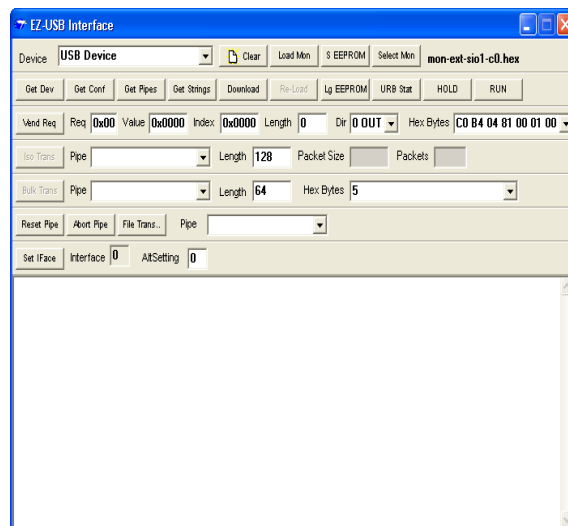 EZ-USB Interface
Device USB Device Clear Load Mon S EEPROM Select Mon mon-ext-sio1-c0.hex
Get Dev Get Conf Get Pipes Get Strings Download Re-Load Lg EEPROM URB Stat HOLD RUN
Vend Req Req 0x00 Value 0x0000 Index 0x0000 Length 0 Dir 0 OUT Hex Bytes C0 B4 04 81 00 01 00
Iso Trans Pipe Length 128 Packet Size Packets
Bulk Trans Pipe Length 64 Hex Bytes 5
Reset Pipe Abort Pipe File Trans.. Pipe
Set IFace Interface 0 AltSetting 0